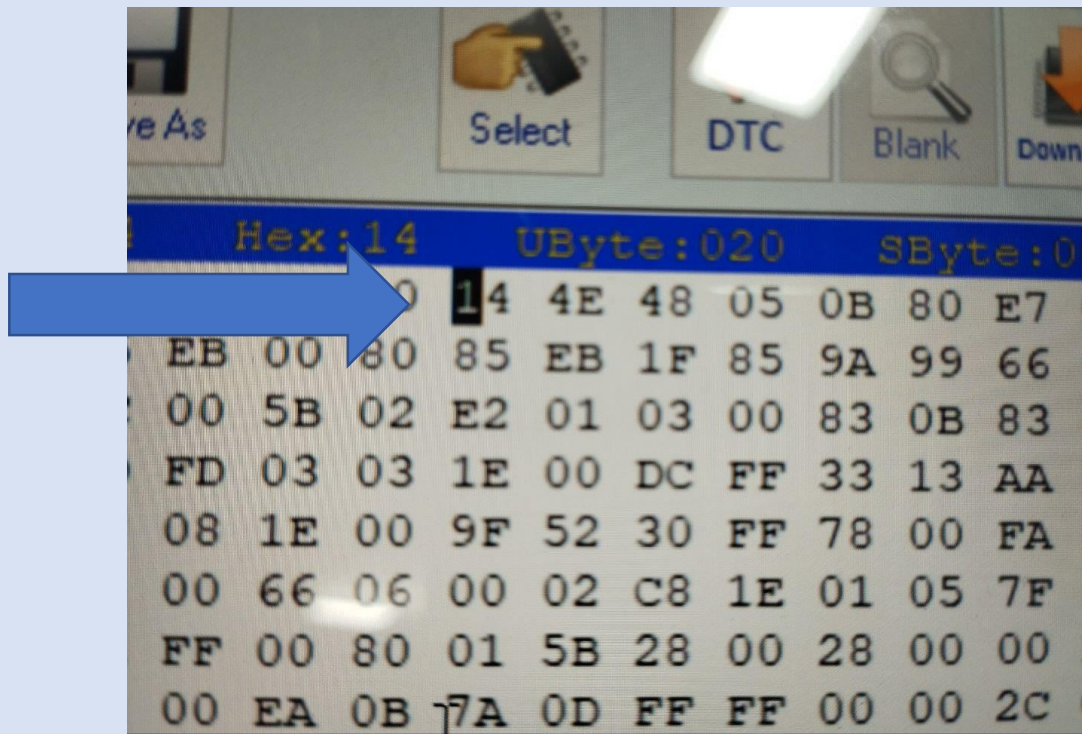 ve As
Select
DTC
Blank
Down
Hex:14 UByte:020 SByte:0
0 14 4E 48 05 0B 80 E7
EB 00 80 85 EB 1F 85 9A 99 66
00 5B 02 E2 01 03 00 83 0B 83
FD 03 03 1E 00 DC FF 33 13 AA
08 1E 00 9F 52 30 FF 78 00 FA
00 66 06 00 02 C8 1E 01 05 7F
FF 00 80 01 5B 28 00 28 00 00
00 EA 0B 7A 0D FF FF 00 00 2C